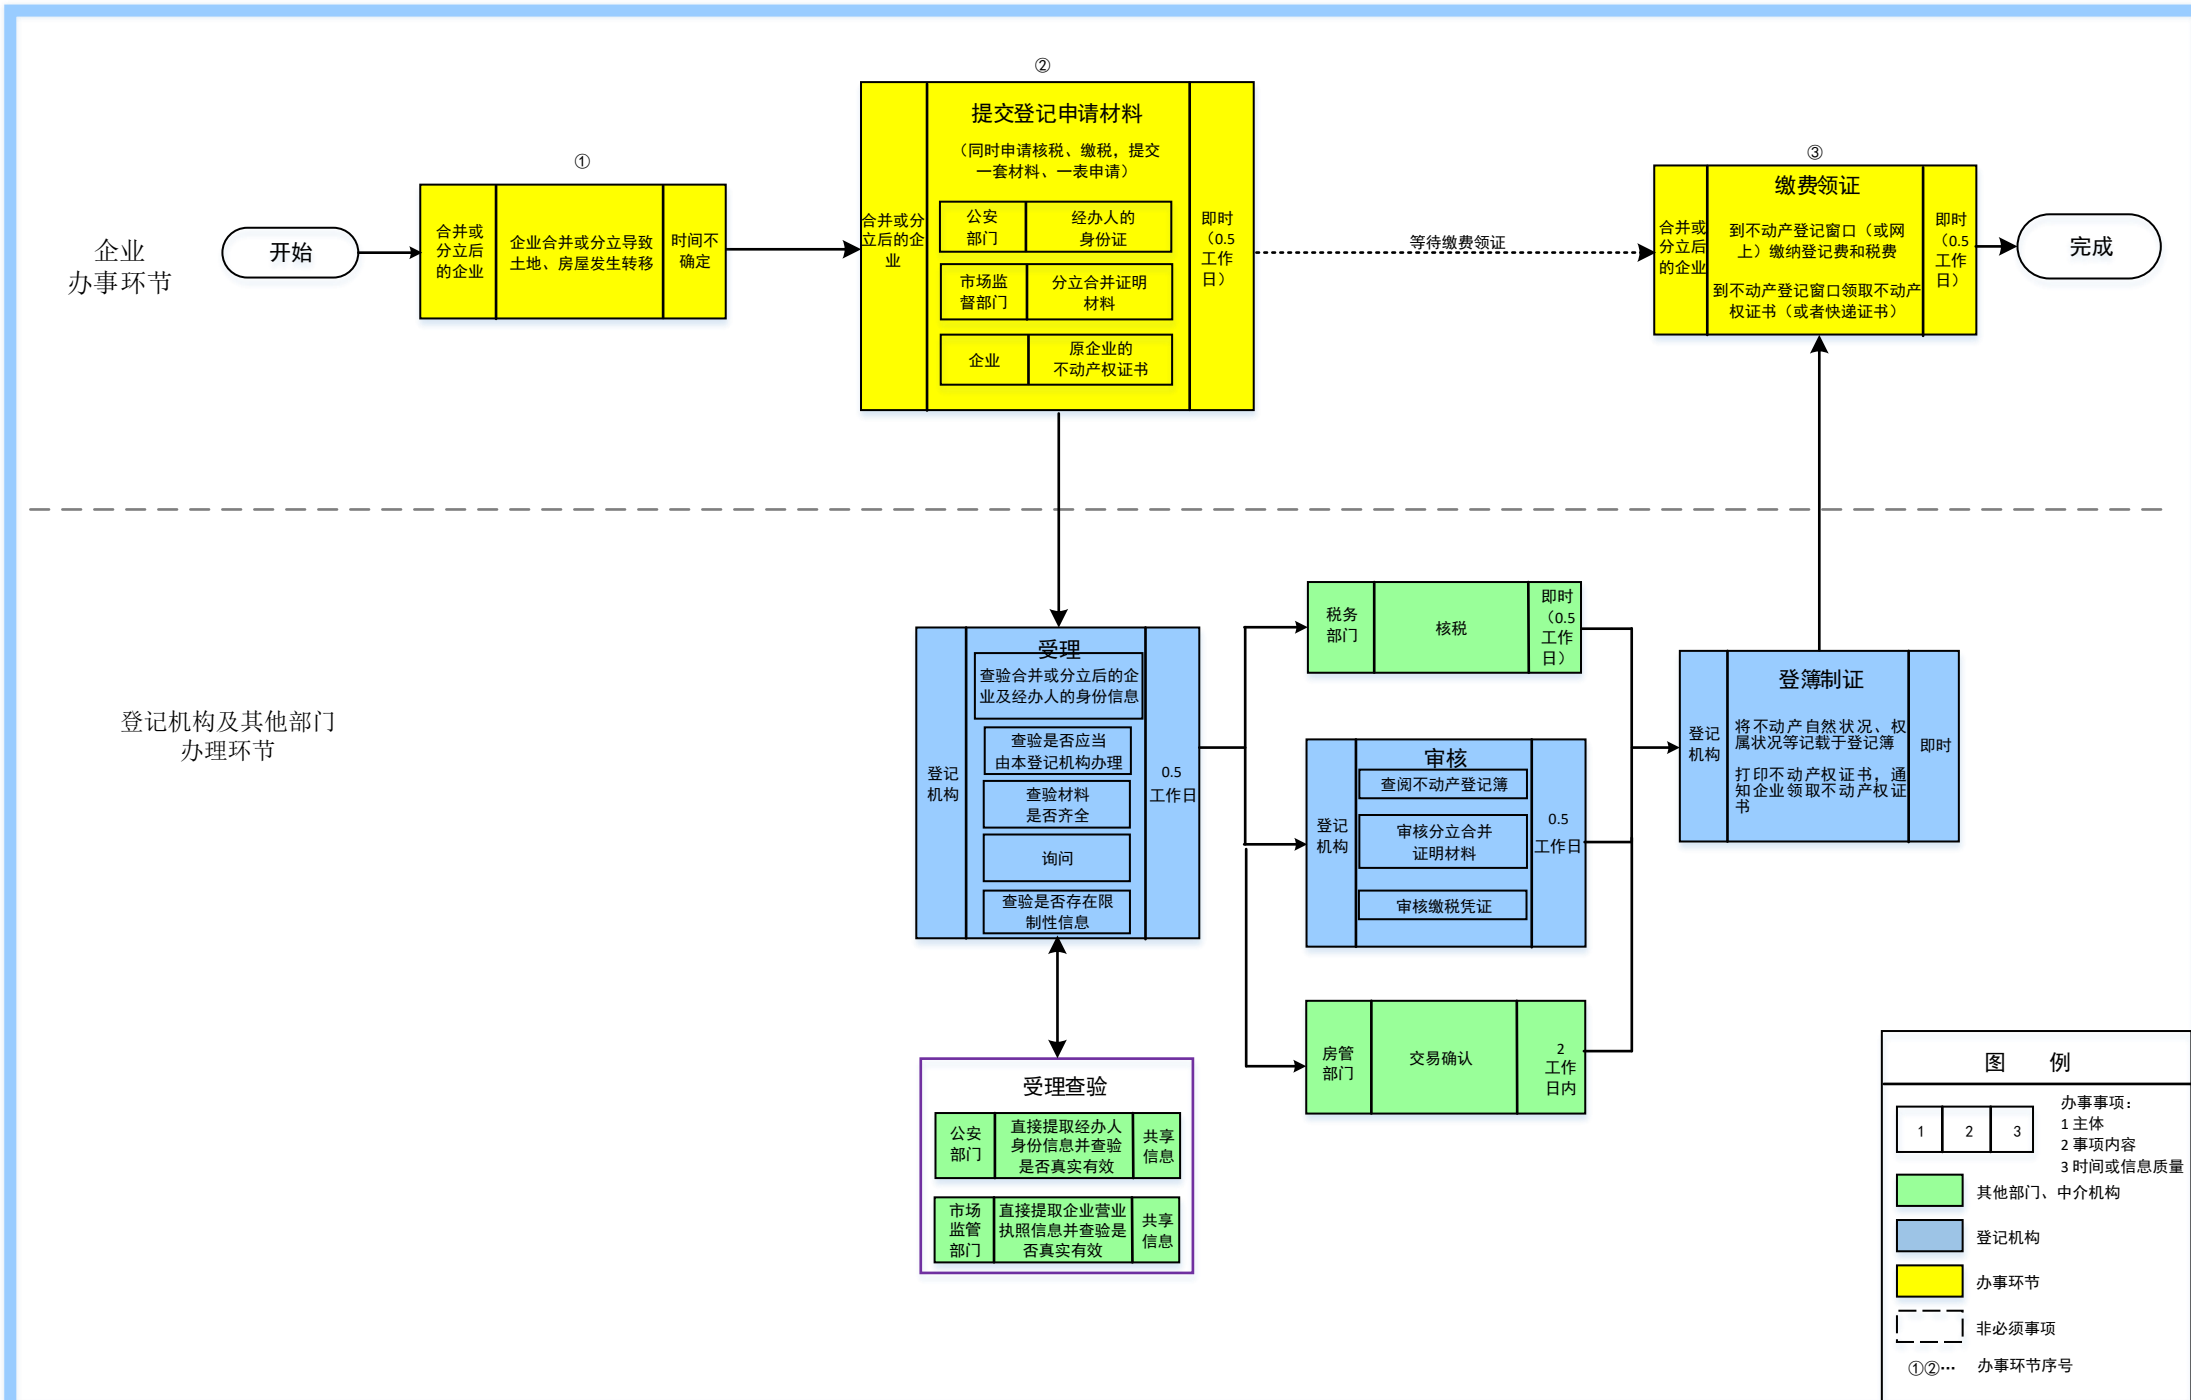 企业
办事环节
开始
①
合并或
分立后
的企业
企业合并或分立导致
土地、房屋发生转移
时间不
确定
②
合并或分
立后的企
业
提交登记申请材料
（同时申请核税、缴税，提交
一套材料、一表申请）
公安
部门
经办人的
身份证
市场监
督部门
分立合并证明
材料
企业
原企业的
不动产权证书
即时
（0.5
工作
日）
等待缴费领证
③
合并或
分立后
的企业
缴费领证
到不动产登记窗口（或网
上）缴纳登记费和税费
到不动产登记窗口领取不动产
权证书（或者快递证书）
即时
（0.5
工作
日）
完成
登记机构及其他部门
办理环节
登记
机构
受理
查验合并或分立后的企
业及经办人的身份信息
查验是否应当
由本登记机构办理
查验材料
是否齐全
询问
查验是否存在限
制性信息
0.5
工作日
受理查验
公安
部门
直接提取经办人
身份信息并查验
是否真实有效
共享
信息
市场
监管
部门
直接提取企业营业
执照信息并查验是
否真实有效
共享
信息
税务
部门
核税
即时
（0.5
工作
日）
登记
机构
审核
查阅不动产登记簿
审核分立合并
证明材料
审核缴税凭证
0.5
工作日
房管
部门
交易确认
2
工作
日内
登记
机构
登簿制证
将不动产自然状况、权
属状况等记载于登记簿
打印不动产权证书，通
知企业领取不动产权证
书
即时
图 例
1 2 3
办事事项：
1 主体
2 事项内容
3 时间或信息质量
其他部门、中介机构
登记机构
办事环节
非必须事项
①②… 办事环节序号